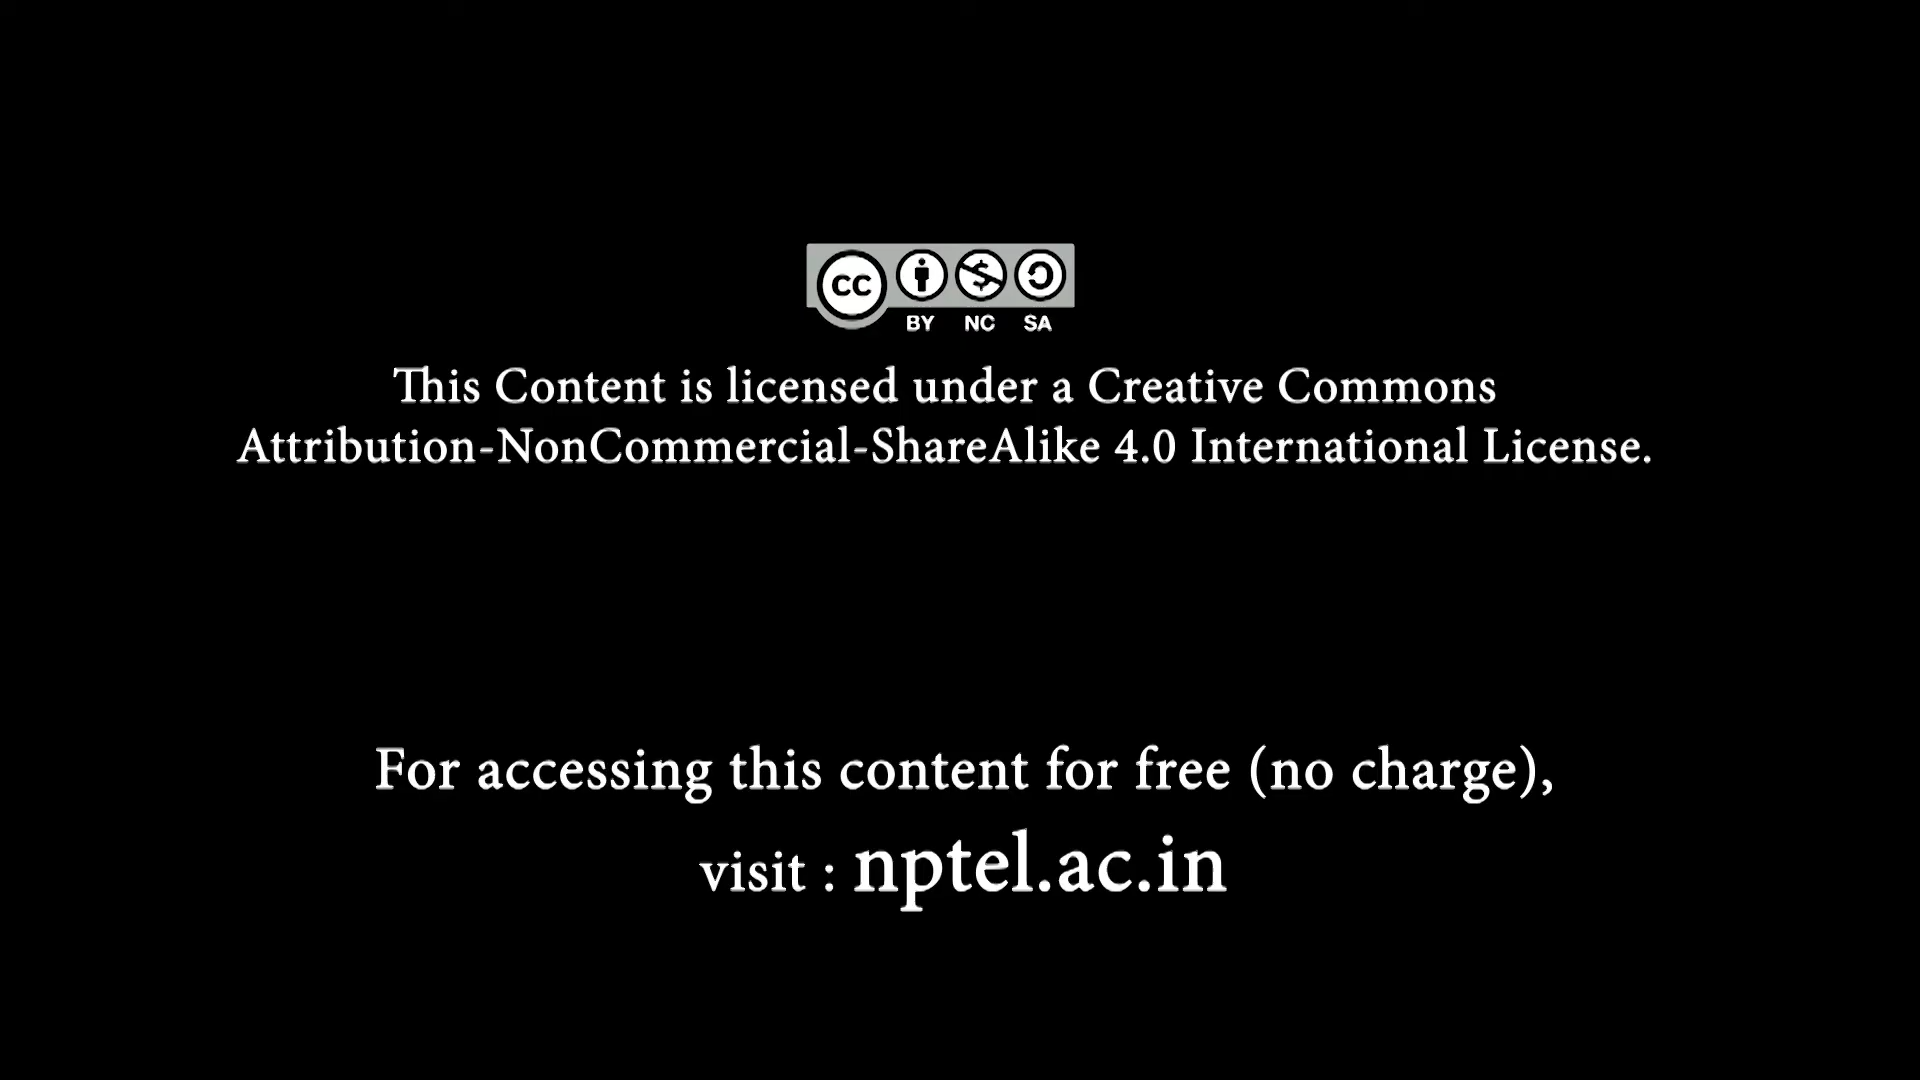 cc
BY NC SA
This Content is licensed under a Creative Commons
Attribution-NonCommercial-ShareAlike 4.0 International License.
For accessing this content for free (no charge),
visit : nptel.ac.in